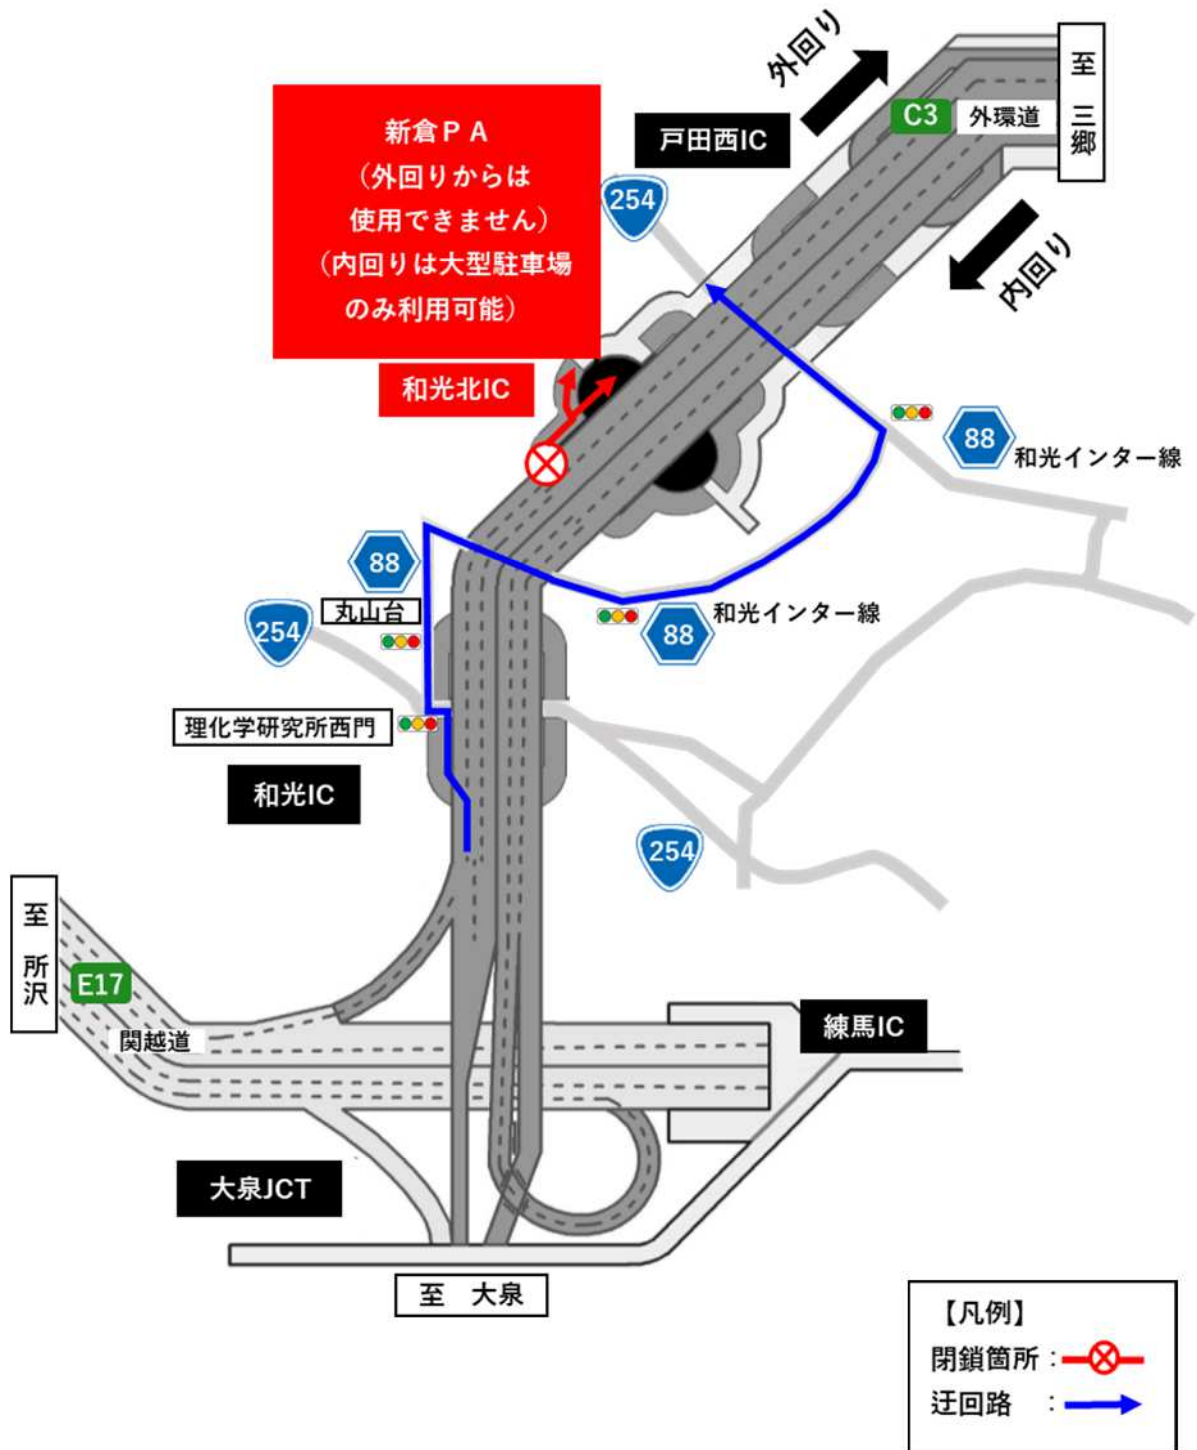 外回り
至 三郷
C3
外環道
新倉ＰＡ
（外回りからは
使用できません）
（内回りは大型駐車場
のみ利用可能）
戸田西IC
254
内回り
和光北IC
88
和光インター線
88
丸山台
254
和光インター線
88
理化学研究所西門
和光IC
254
至 所沢
E17
関越道
練馬IC
大泉JCT
至 大泉
【凡例】
閉鎖箇所：
迂回路 ：